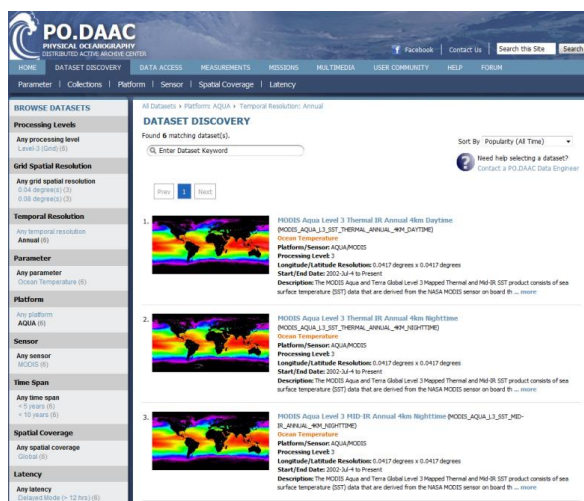 PO.DAAC
PHYSICAL OCEANOGRAPHY
DISTRIBUTED ACTIVE ARCHIVE CENTER
Facebook | Contact Us | Search this Site Search
HOME DATASET DISCOVERY DATA ACCESS MEASUREMENTS MISSIONS MULTIMEDIA USER COMMUNITY HELP FORUM
Parameter | Collections | Platform | Sensor | Spatial Coverage | Latency
BROWSE DATASETS
Processing Levels
Any processing level
Level-3 (Grid) (6)
Grid Spatial Resolution
Any grid spatial resolution
0.04 degree(s) (3)
0.08 degree(s) (3)
Temporal Resolution
Any temporal resolution
Annual (6)
Parameter
Any parameter
Ocean Temperature (6)
Platform
Any platform
AQUA (6)
Sensor
Any sensor
MODIS (6)
Time Span
Any time span
> 5 years (6)
> 10 years (6)
Spatial Coverage
Any spatial coverage
Global (6)
Latency
Any latency
Delayed Mode (> 12 hrs) (6)
All Datasets › Platform: AQUA › Temporal Resolution: Annual
DATASET DISCOVERY
Found 6 matching dataset(s).
Enter Dataset Keyword
Sort By Popularity (All Time)
Need help selecting a dataset?
Contact a PO.DAAC Data Engineer
Prev 1 Next
1.
MODIS Aqua Level 3 Thermal IR Annual 4km Daytime
(MODIS_AQUA_L3_SST_THERMAL_ANNUAL_4KM_DAYTIME)
Ocean Temperature
Platform/Sensor: AQUA/MODIS
Processing Level: 3
Longitude/Latitude Resolution: 0.0417 degrees x 0.0417 degrees
Start/End Date: 2002-Jul-4 to Present
Description: The MODIS Aqua and Terra Global Level 3 Mapped Thermal and Mid-IR SST product consists of sea
surface temperature (SST) data that are derived from the NASA MODIS sensor on board th ... more
2.
MODIS Aqua Level 3 Thermal IR Annual 4km Nighttime
(MODIS_AQUA_L3_SST_THERMAL_ANNUAL_4KM_NIGHTTIME)
Ocean Temperature
Platform/Sensor: AQUA/MODIS
Processing Level: 3
Longitude/Latitude Resolution: 0.0417 degrees x 0.0417 degrees
Start/End Date: 2002-Jul-4 to Present
Description: The MODIS Aqua and Terra Global Level 3 Mapped Thermal and Mid-IR SST product consists of sea
surface temperature (SST) data that are derived from the NASA MODIS sensor on board th ... more
3.
MODIS Aqua Level 3 MID-IR Annual 4km Nighttime (MODIS_AQUA_L3_SST_MID-
IR_ANNUAL_4KM_NIGHTTIME)
Ocean Temperature
Platform/Sensor: AQUA/MODIS
Processing Level: 3
Longitude/Latitude Resolution: 0.0417 degrees x 0.0417 degrees
Start/End Date: 2002-Jul-4 to Present
Description: The MODIS Aqua and Terra Global Level 3 Mapped Thermal and Mid-IR SST product consists of sea
surface temperature (SST) data that are derived from the NASA MODIS sensor on board th ... more